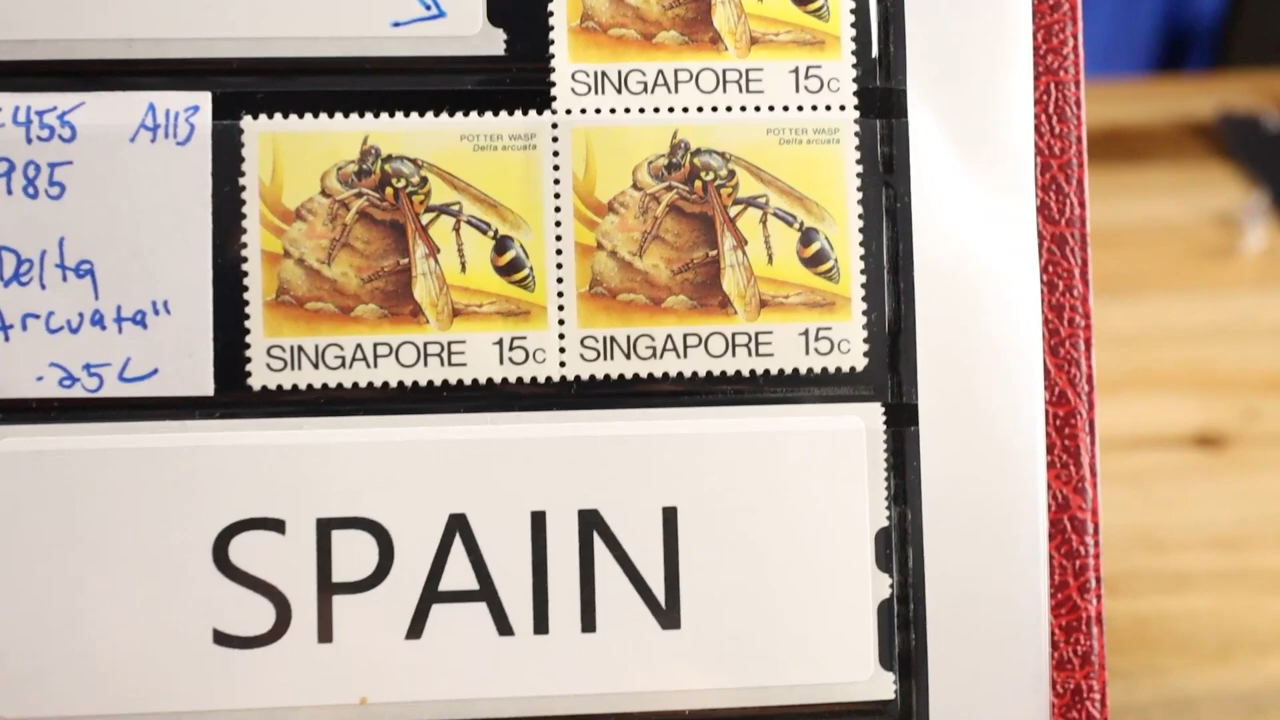 SINGAPORE 15c
455 A113
985
Delta
Arcuata"
.25¢
POTTER WASP
Delta arcuata
SINGAPORE 15c
POTTER WASP
Delta arcuata
SINGAPORE 15c
SPAIN